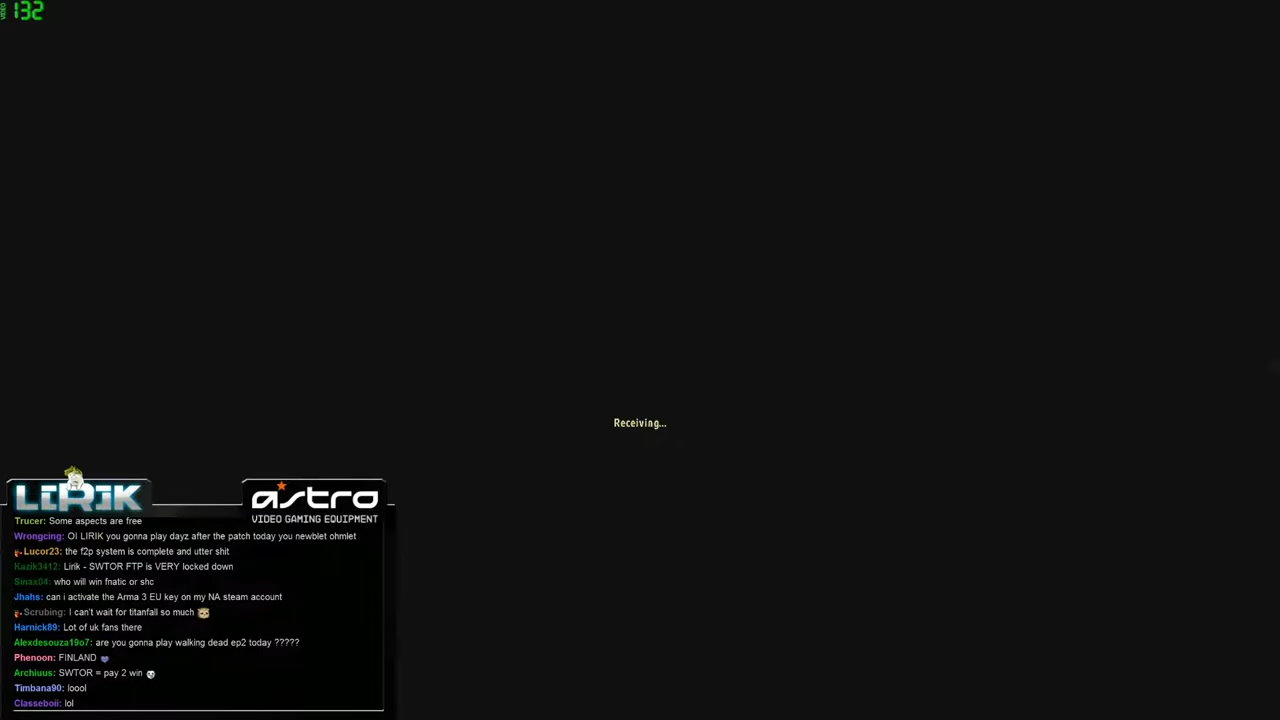 VIDEO 132
Receiving...
LIRIK
astro
VIDEO GAMING EQUIPMENT
Trucer: Some aspects are free
Wrongcing: OI LIRIK you gonna play dayz after the patch today you newblet ohmlet
Lucor23: the f2p system is complete and utter shit
Kazik3412: Lirik - SWTOR FTP is VERY locked down
Sinax04: who will win fnatic or shc
Jhahs: can i activate the Arma 3 EU key on my NA steam account
Scrubing: I can't wait for titanfall so much
Harnick89: Lot of uk fans there
Alexdesouza19o7: are you gonna play walking dead ep2 today ?????
Phenoon: FINLAND
Archiuus: SWTOR = pay 2 win
Timbana90: loool
Classeboii: lol